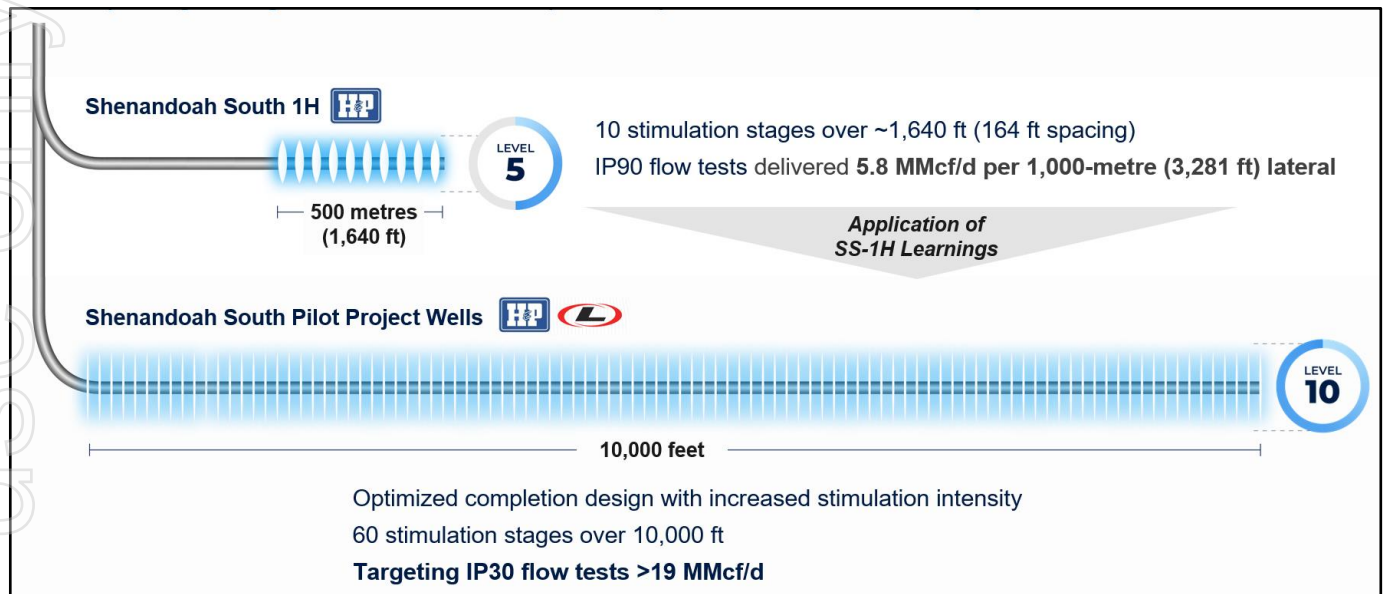 Shenandoah South 1H H&P
LEVEL
5
10 stimulation stages over ~1,640 ft (164 ft spacing)
IP90 flow tests delivered 5.8 MMcf/d per 1,000-metre (3,281 ft) lateral
500 metres
(1,640 ft)
Application of
SS-1H Learnings
Shenandoah South Pilot Project Wells H&P L
LEVEL
10
10,000 feet
Optimized completion design with increased stimulation intensity
60 stimulation stages over 10,000 ft
Targeting IP30 flow tests >19 MMcf/d